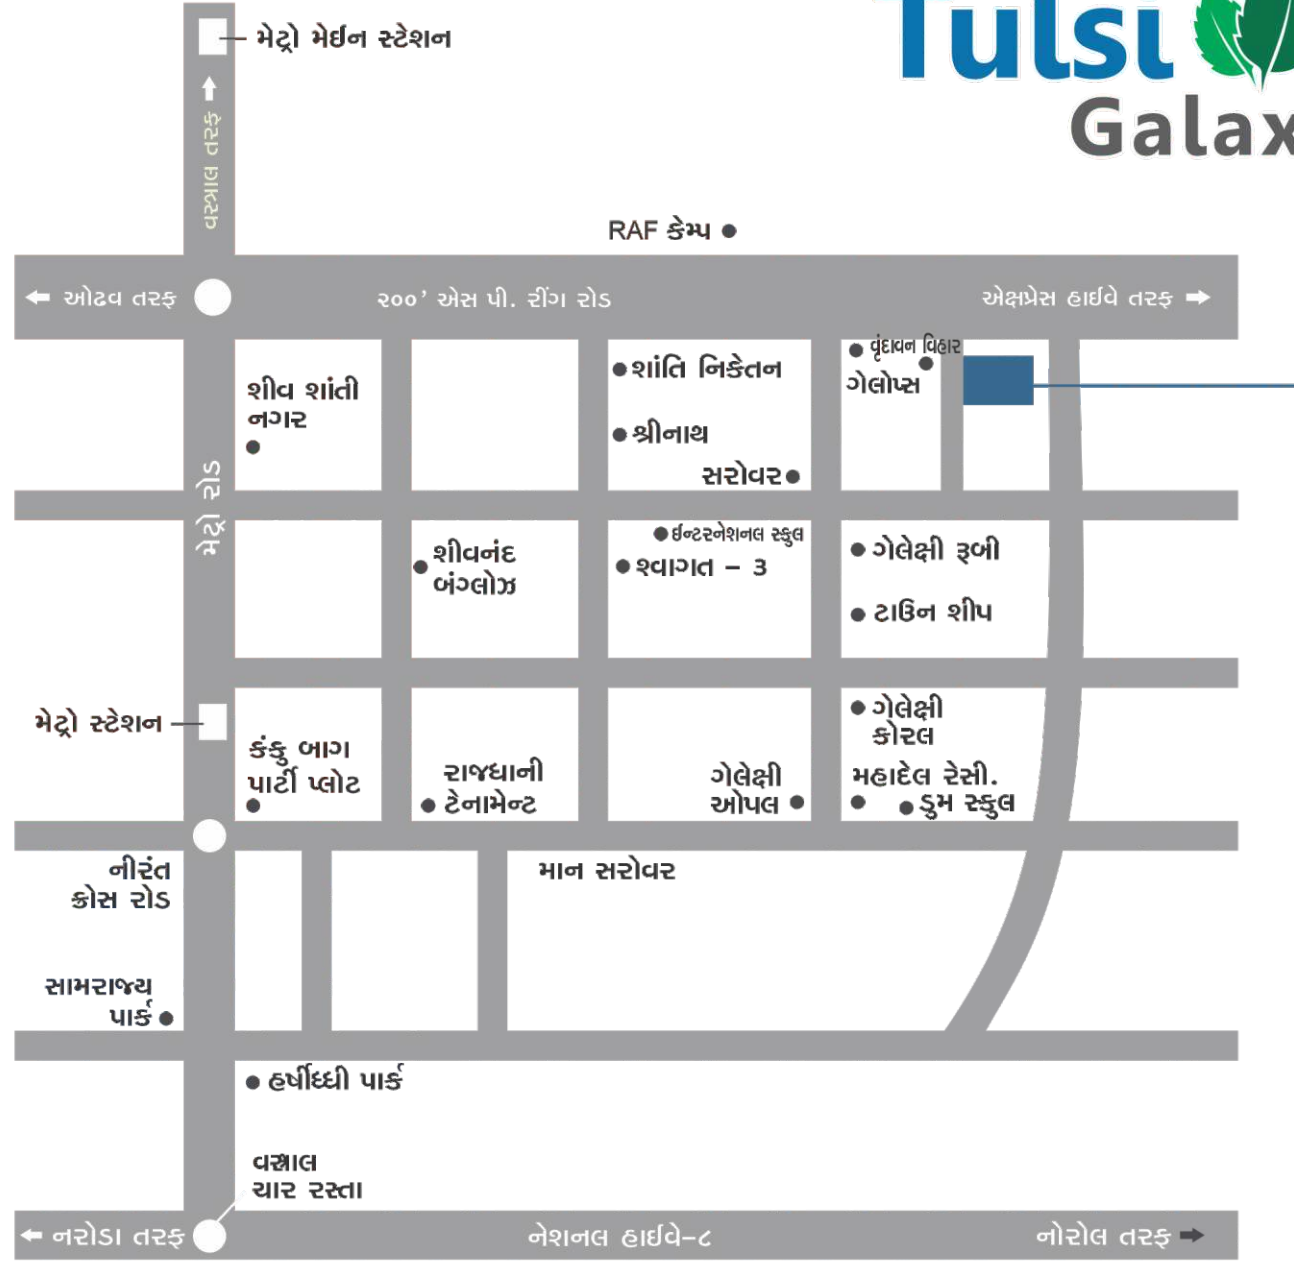 Tulsi
મેટ્રો મેઈન સ્ટેશન
Galax
વસ્ત્રાલ તરફ
RAF કેમ્પ
ઓઢવ તરફ
૨૦૦' એસ પી. રીંગ રોડ
એક્ષપ્રેસ હાઈવે તરફ
વૃંદાવન વિહાર
શાંતિ નિકેતન
ગેલોપ્સ
શીવ શાંતી
નગર
શ્રીનાથ
સરોવર
મેટ્રો રોડ
ઈન્ટરનેશનલ સ્કુલ
શીવનંદ
બંગ્લોઝ
શ્વાગત – ૩
ગેલેક્ષી રૂબી
ટાઉન શીપ
મેટ્રો સ્ટેશન
ગેલેક્ષી
કોરલ
કંકુ બાગ
પાર્ટી પ્લોટ
રાજધાની
ટેનામેન્ટ
ગેલેક્ષી
ઓપલ
મહાદેલ રેસી.
ડુમ સ્કુલ
નીરંત
ક્રોસ રોડ
માન સરોવર
સામરાજ્ય
પાર્ક
હર્ષીધ્ધી પાર્ક
વસ્રાલ
ચાર રસ્તા
નરોડા તરફ
નેશનલ હાઈવે-૮
નોરોલ તરફ